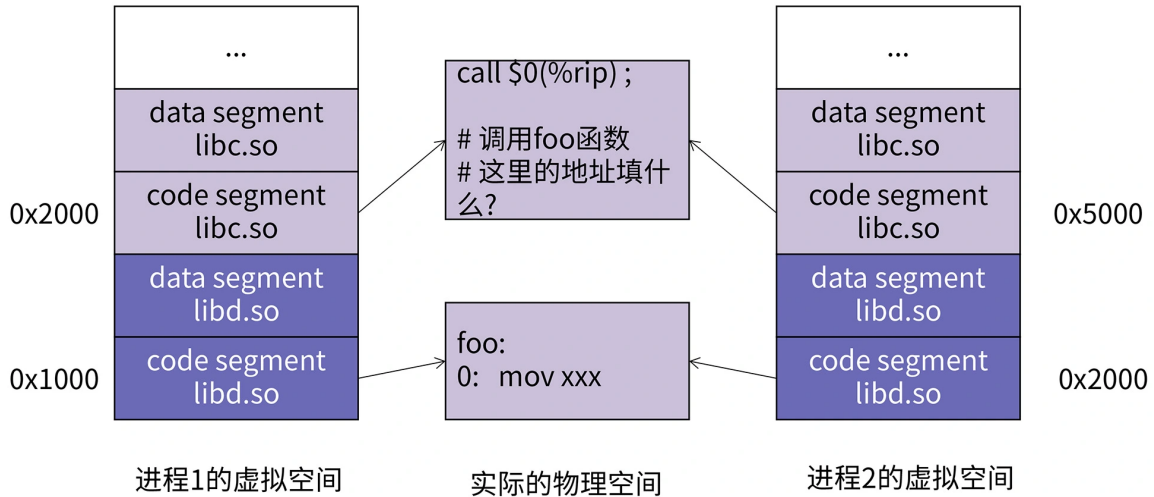 ...
data segment
libc.so
code segment
libc.so
data segment
libd.so
code segment
libd.so
0x2000
0x1000
进程1的虚拟空间
call $0(%rip) ;
# 调用foo函数
# 这里的地址填什
么?
foo:
0: mov xxx
实际的物理空间
...
data segment
libc.so
code segment
libc.so
data segment
libd.so
code segment
libd.so
0x5000
0x2000
进程2的虚拟空间